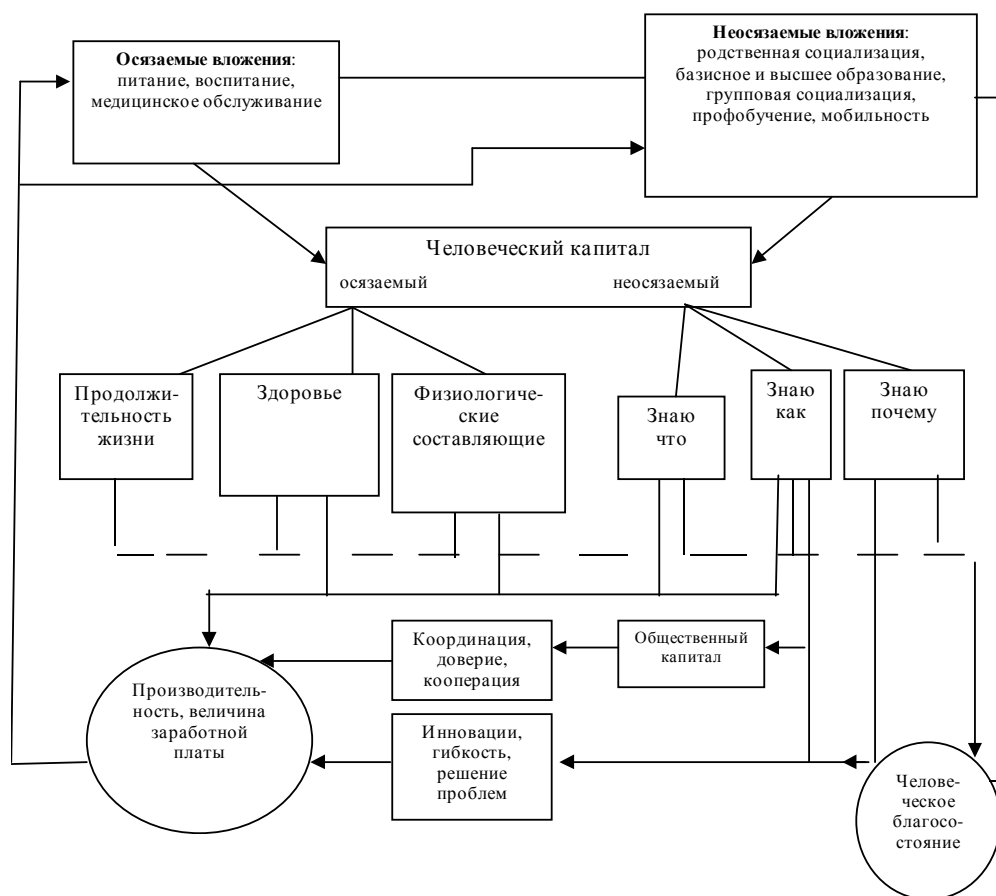 Осязаемые вложения:
питание, воспитание,
медицинское обслуживание
Неосязаемые вложения:
родственная социализация,
базисное и высшее образование,
групповая социализация,
профобучение, мобильность
Человеческий капитал
осязаемый неосязаемый
Продолжи-
тельность
жизни
Здоровье
Физиологиче-
ские
составляющие
Знаю
что
Знаю
как
Знаю
почему
Координация,
доверие,
кооперация
Общественный
капитал
Производитель-
ность, величина
заработной
платы
Инновации,
гибкость,
решение
проблем
Челове-
ческое
благосо-
стояние